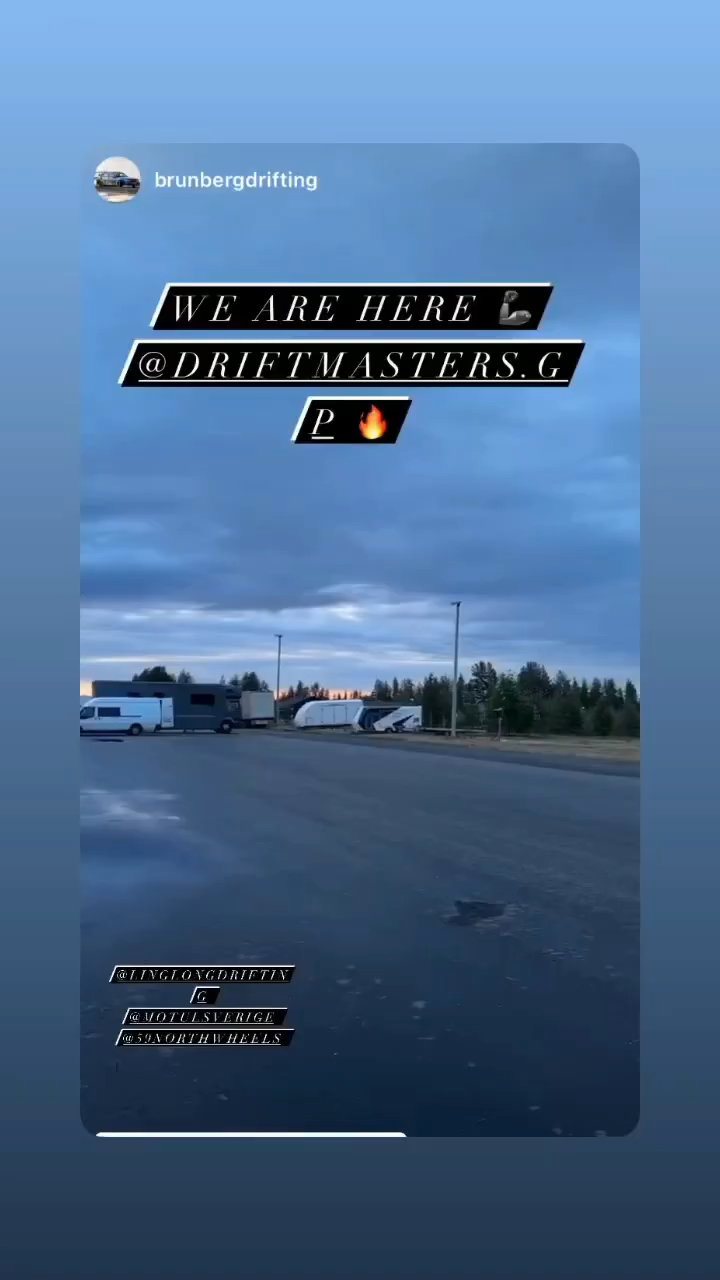 brunbergdrifting
WE ARE HERE 💪🏿
@DRIFTMASTERS.G
P 🔥
@LINGLONGDRIFTIN
G
@MOTULSVERIGE
@59NORTHWHEELS